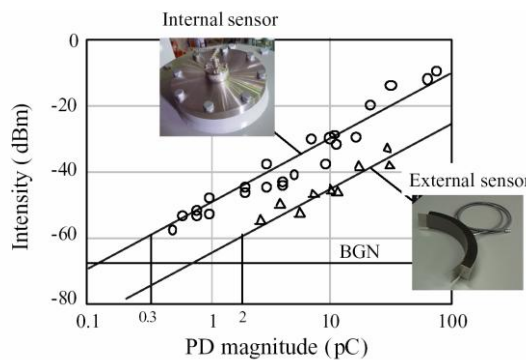 Internal sensor
0
-20
-40
-60
-80
Intensity (dBm)
External sensor
BGN
0.1
0.3
1
2
10
100
PD magnitude (pC)